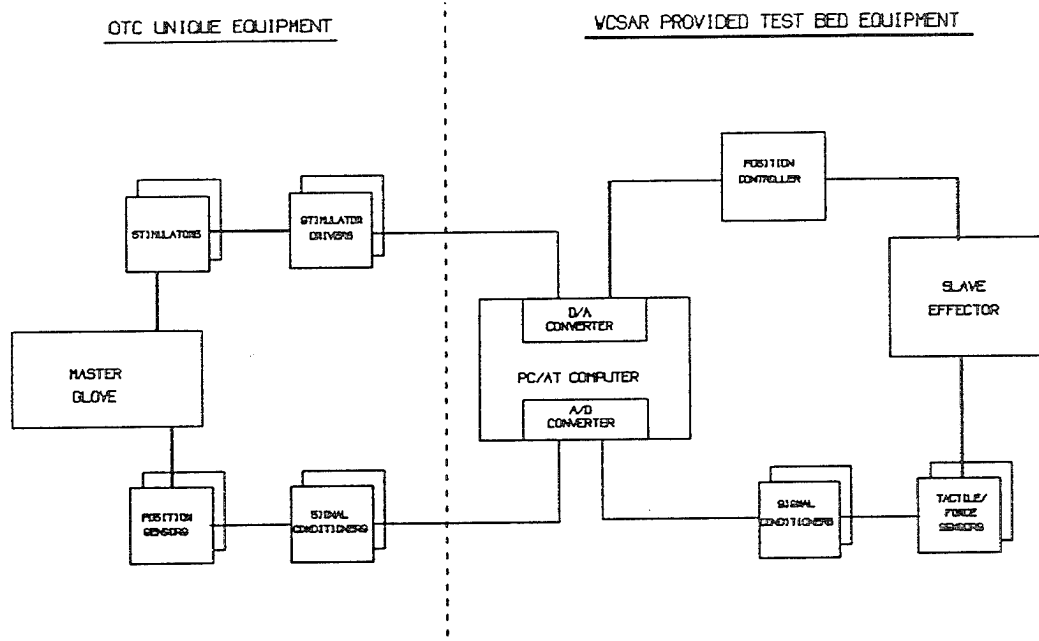 OTC UNIQUE EQUIPMENT
WCSAR PROVIDED TEST BED EQUIPMENT
POSITION
CONTROLLER
STIMULATORS
STIMULATOR
DRIVERS
SLAVE
EFFECTOR
D/A
CONVERTER
MASTER
GLOVE
PC/AT COMPUTER
A/D
CONVERTER
POSITION
SENSORS
SIGNAL
CONDITIONERS
SIGNAL
CONDITIONERS
TACTILE/
FORCE
SENSORS